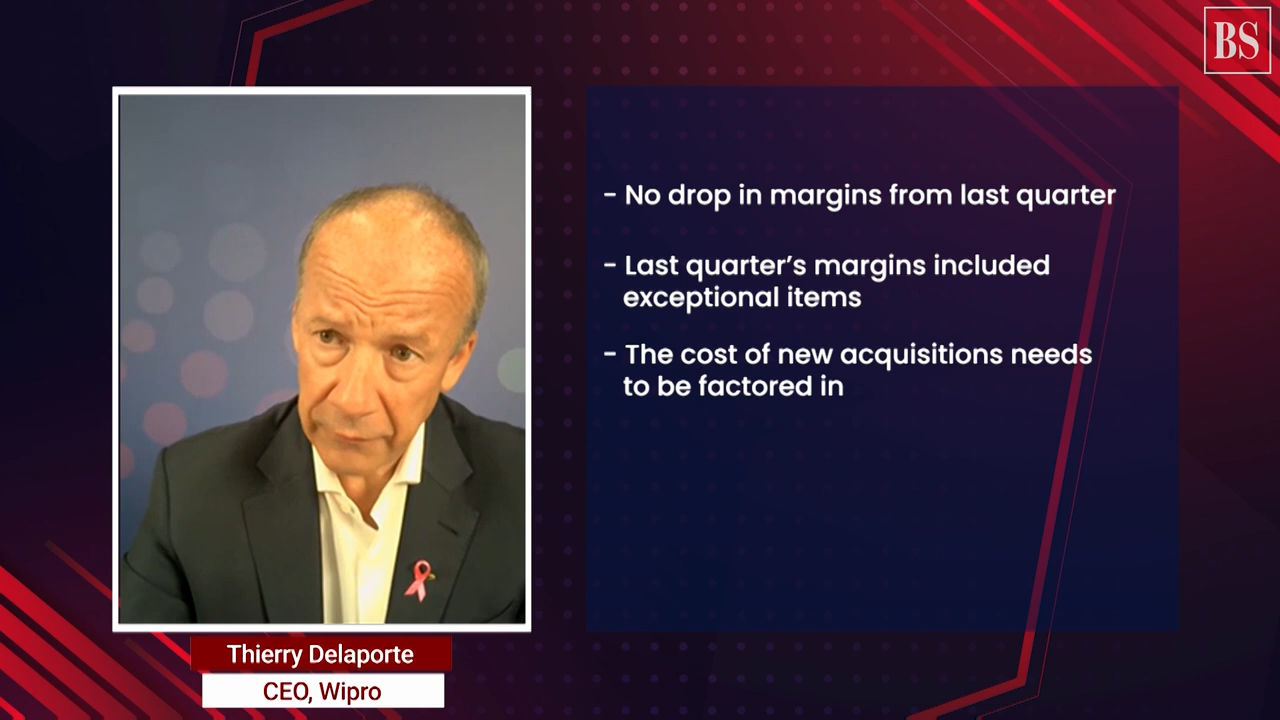 BS
- No drop in margins from last quarter
- Last quarter’s margins included
exceptional items
- The cost of new acquisitions needs
to be factored in
Thierry Delaporte
CEO, Wipro